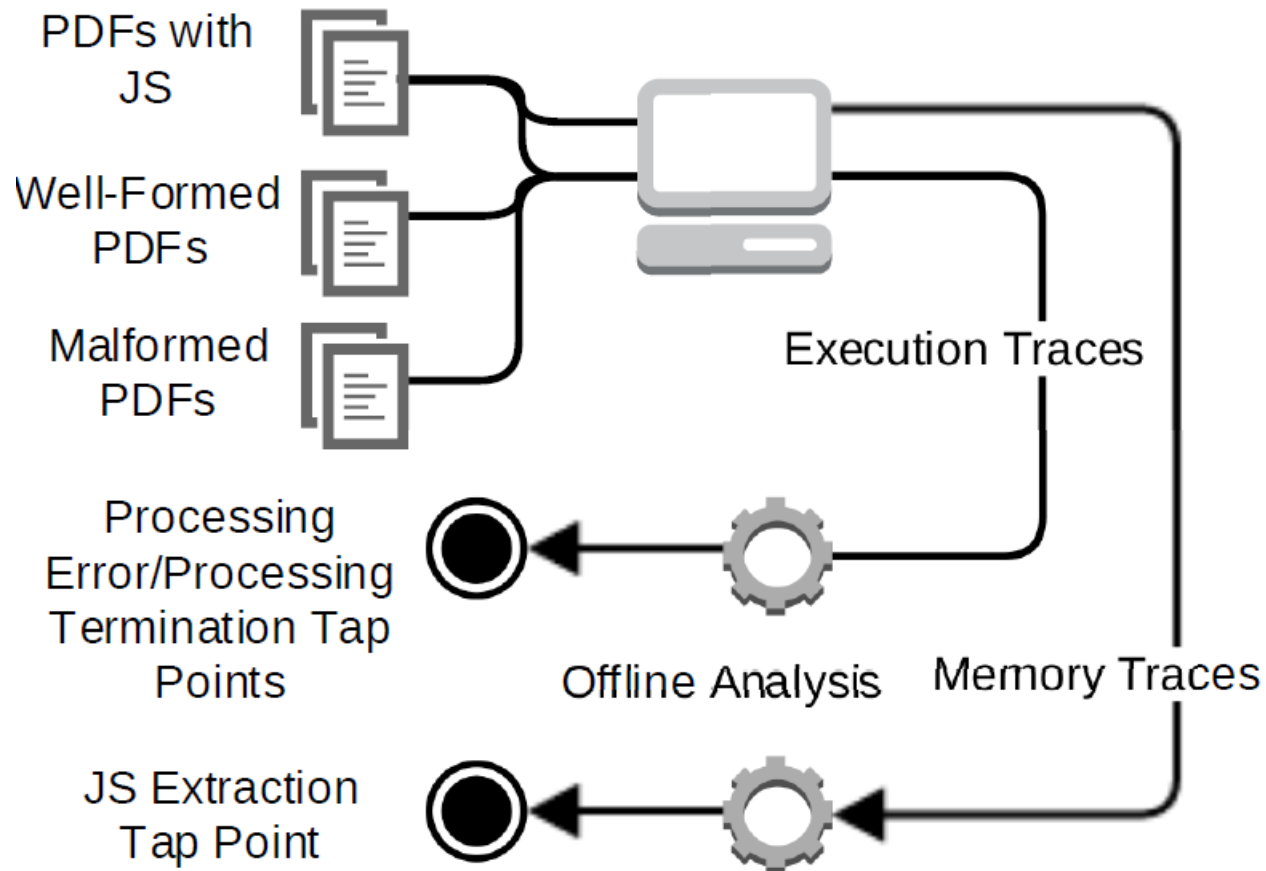 PDFs with
JS
Well-Formed
PDFs
Malformed
PDFs
Execution Traces
Processing
Error/Processing
Termination Tap
Points
Offline Analysis
Memory Traces
JS Extraction
Tap Point